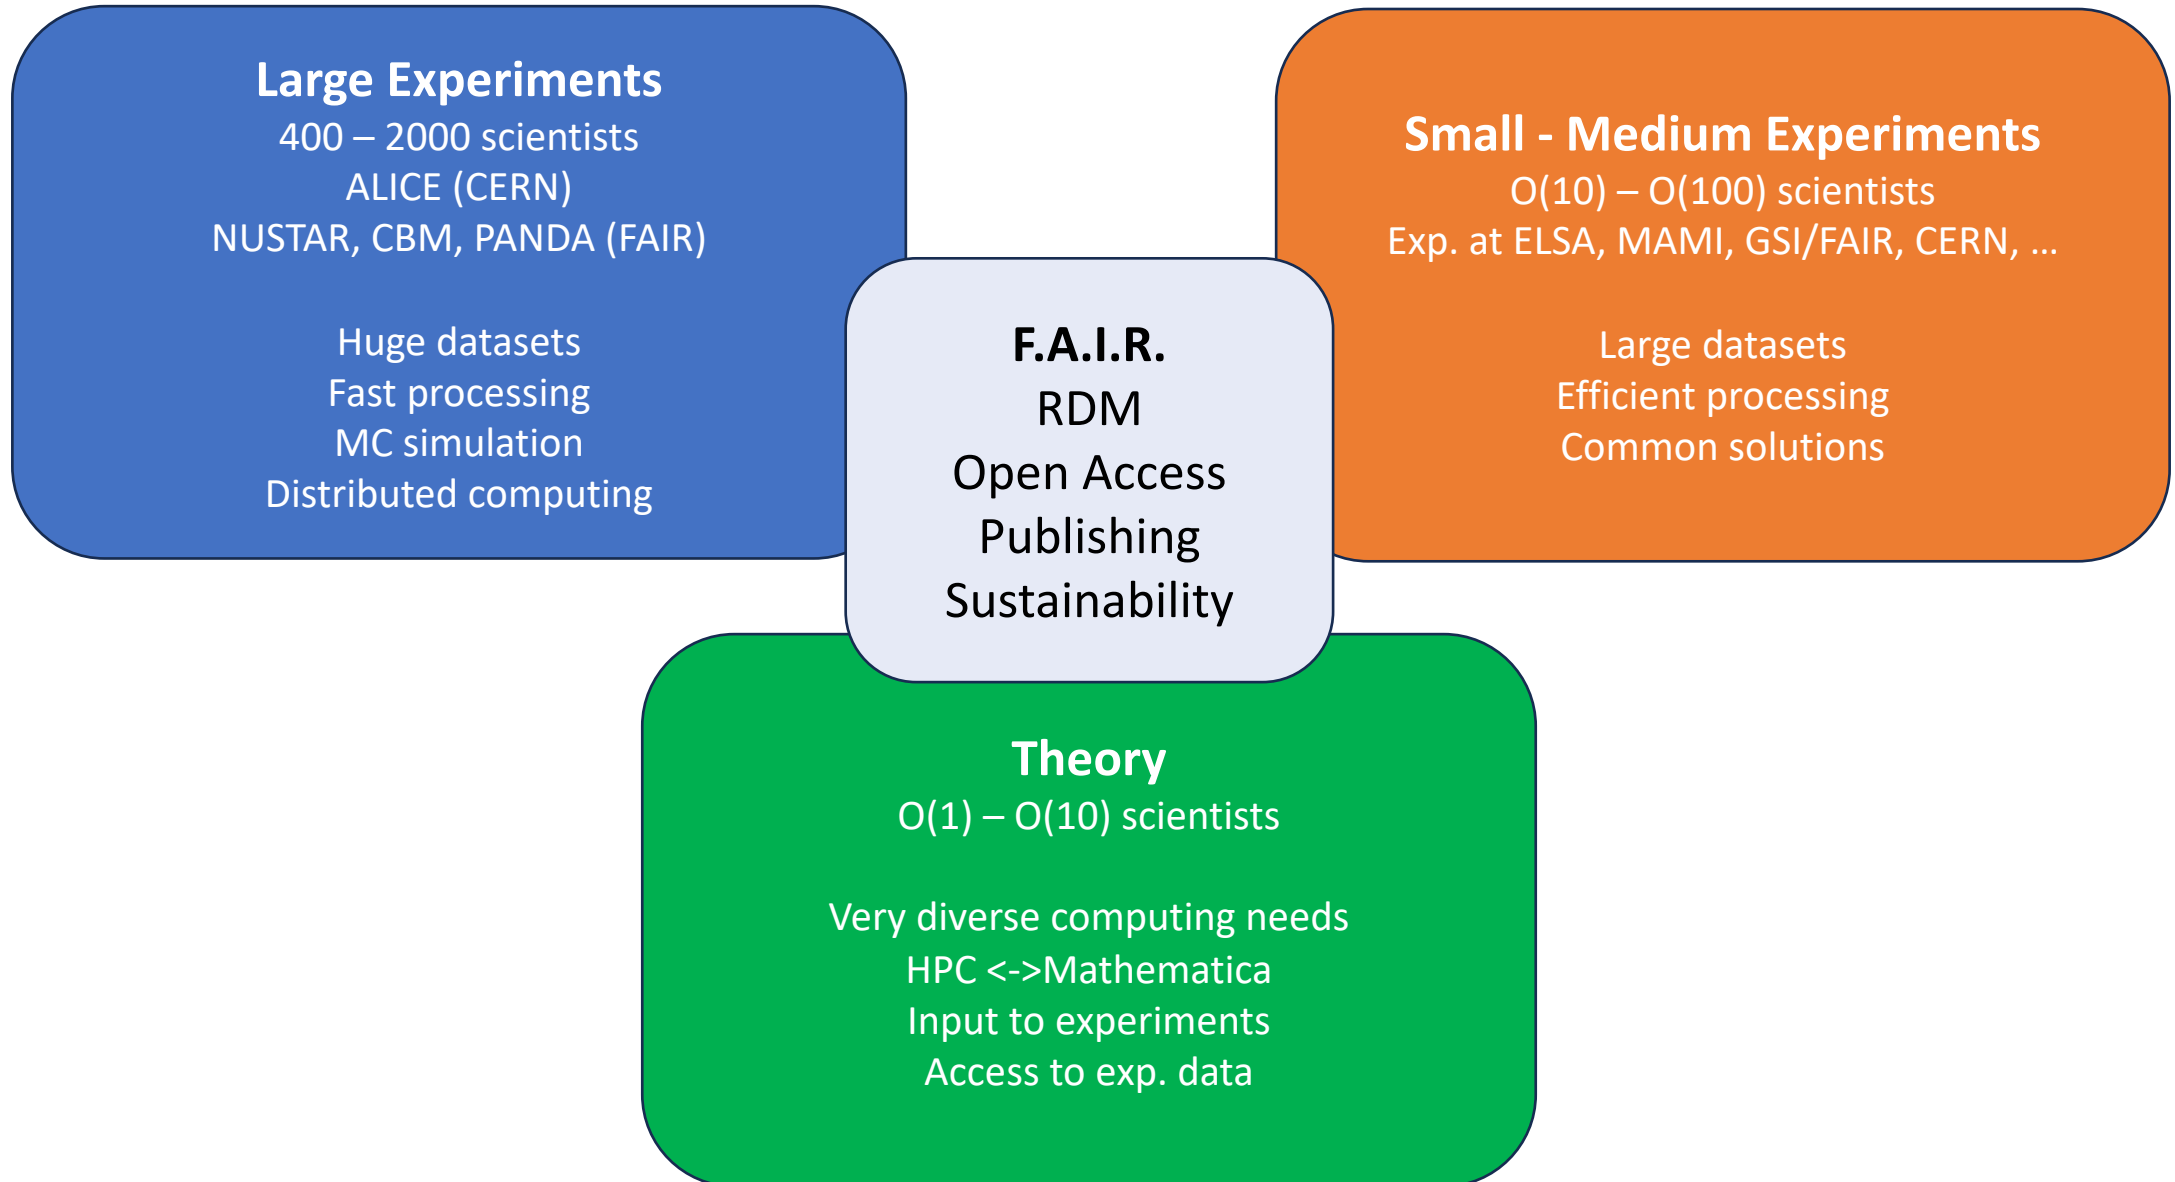 Large Experiments
400 – 2000 scientists
ALICE (CERN)
NUSTAR, CBM, PANDA (FAIR)
Huge datasets
Fast processing
MC simulation
Distributed computing
Small - Medium Experiments
O(10) – O(100) scientists
Exp. at ELSA, MAMI, GSI/FAIR, CERN, …
Large datasets
Efficient processing
Common solutions
F.A.I.R.
RDM
Open Access
Publishing
Sustainability
Theory
O(1) – O(10) scientists
Very diverse computing needs
HPC <->Mathematica
Input to experiments
Access to exp. data